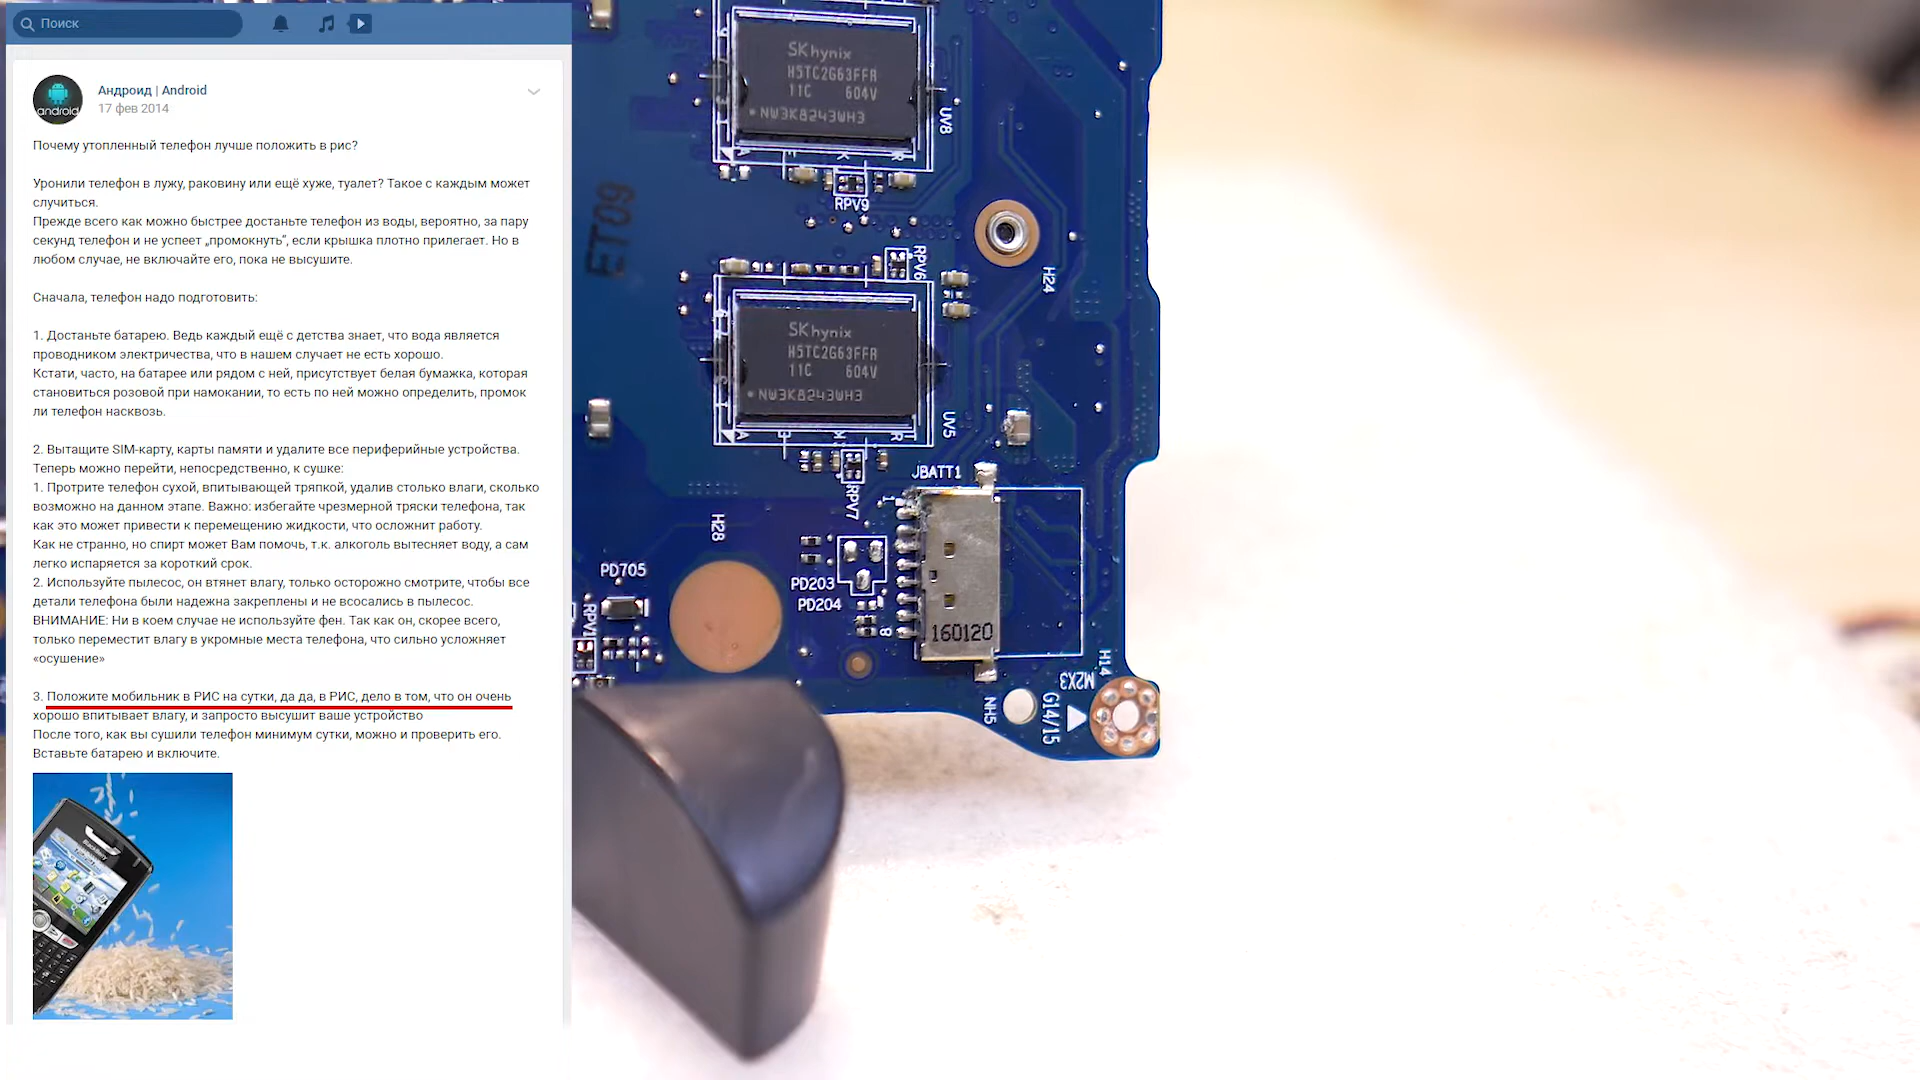 Поиск
Андроид | Android
17 фев 2014
android
Почему утопленный телефон лучше положить в рис?
Уронили телефон в лужу, раковину или ещё хуже, туалет? Такое с каждым может
случиться.
Прежде всего как можно быстрее достаньте телефон из воды, вероятно, за пару
секунд телефон и не успеет „промокнуть“, если крышка плотно прилегает. Но в
любом случае, не включайте его, пока не высушите.
Сначала, телефон надо подготовить:
1. Достаньте батарею. Ведь каждый ещё с детства знает, что вода является
проводником электричества, что в нашем случает не есть хорошо.
Кстати, часто, на батарее или рядом с ней, присутствует белая бумажка, которая
становиться розовой при намокании, то есть по ней можно определить, промок
ли телефон насквозь.
2. Вытащите SIM-карту, карты памяти и удалите все периферийные устройства.
Теперь можно перейти, непосредственно, к сушке:
1. Протрите телефон сухой, впитывающей тряпкой, удалив столько влаги, сколько
возможно на данном этапе. Важно: избегайте чрезмерной тряски телефона, так
как это может привести к перемещению жидкости, что осложнит работу.
Как не странно, но спирт может Вам помочь, т.к. алкоголь вытесняет воду, а сам
легко испаряется за короткий срок.
2. Используйте пылесос, он втянет влагу, только осторожно смотрите, чтобы все
детали телефона были надежна закреплены и не всосались в пылесос.
ВНИМАНИЕ: Ни в коем случае не используйте фен. Так как он, скорее всего,
только переместит влагу в укромные места телефона, что сильно усложняет
«осушение»
3. Положите мобильник в РИС на сутки, да да, в РИС, дело в том, что он очень
хорошо впитывает влагу, и запросто высушит ваше устройство
После того, как вы сушили телефон минимум сутки, можно и проверить его.
Вставьте батарею и включите.
SKhynix
H5TC2G63FFR
11C 604V
NW3K8243WH3
UV8
RPV9
ET09
RPV6
H24
SKhynix
H5TC2G63FFR
11C 604V
NW3K8243WH3
UV5
JBATT1
1
RPV7
H28
PD705
PD203
PD204
RPV1
8
160120
H14
M2X3
G14/15
NH5